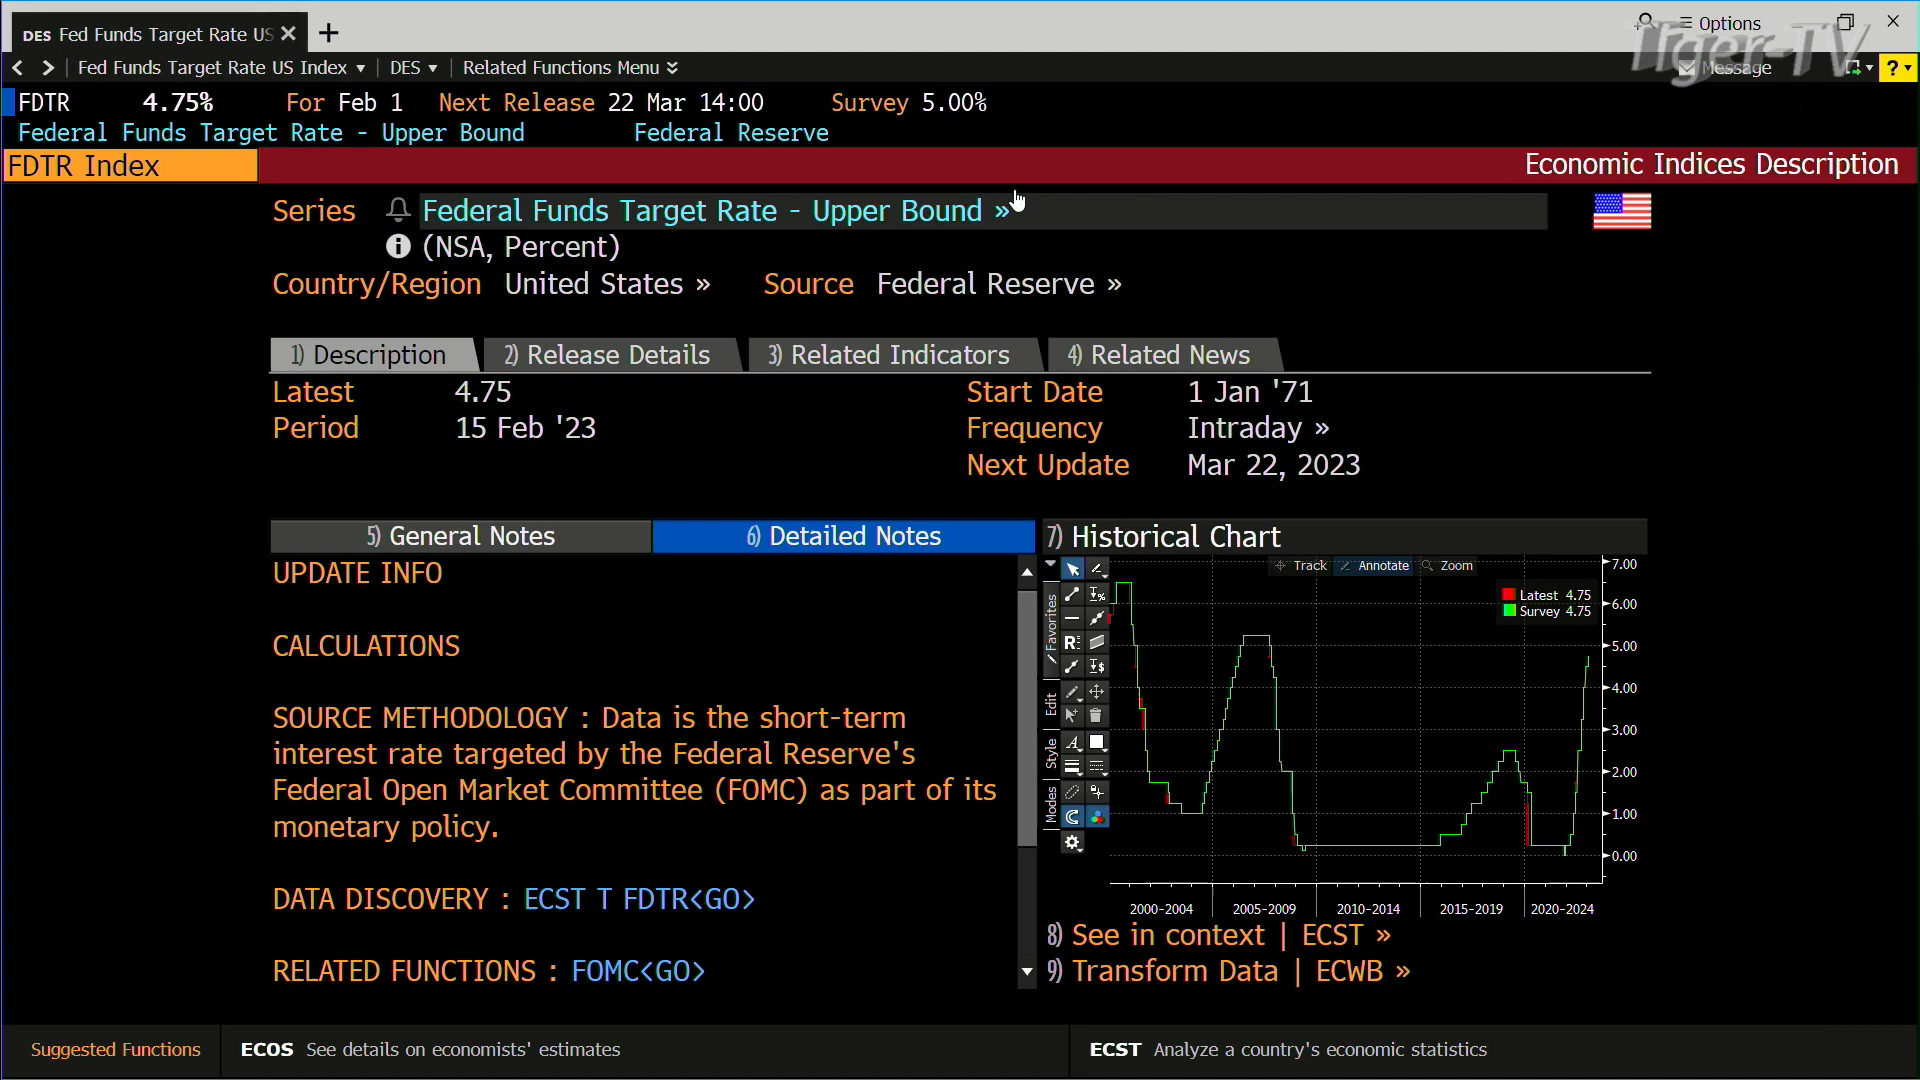 DES Fed Funds Target Rate US
Options
Fed Funds Target Rate US Index DES Related Functions Menu
Message
Tiger-TV
?
FDTR 4.75% For Feb 1 Next Release 22 Mar 14:00 Survey 5.00%
Federal Funds Target Rate - Upper Bound Federal Reserve
FDTR Index Economic Indices Description
Series Federal Funds Target Rate - Upper Bound »
(NSA, Percent)
Country/Region United States » Source Federal Reserve »
1) Description 2) Release Details 3) Related Indicators 4) Related News
Latest 4.75 Start Date 1 Jan '71
Period 15 Feb '23 Frequency Intraday »
Next Update Mar 22, 2023
5) General Notes 6) Detailed Notes 7) Historical Chart
UPDATE INFO
CALCULATIONS
SOURCE METHODOLOGY : Data is the short-term
interest rate targeted by the Federal Reserve's
Federal Open Market Committee (FOMC) as part of its
monetary policy.
DATA DISCOVERY : ECST T FDTR<GO>
RELATED FUNCTIONS : FOMC<GO>
Track Annotate Zoom
Latest 4.75
Survey 4.75
Favorites
Edit
Style
Modes
7.00
6.00
5.00
4.00
3.00
2.00
1.00
0.00
2000-2004 2005-2009 2010-2014 2015-2019 2020-2024
8) See in context | ECST »
9) Transform Data | ECWB »
Suggested Functions ECOS See details on economists' estimates ECST Analyze a country's economic statistics